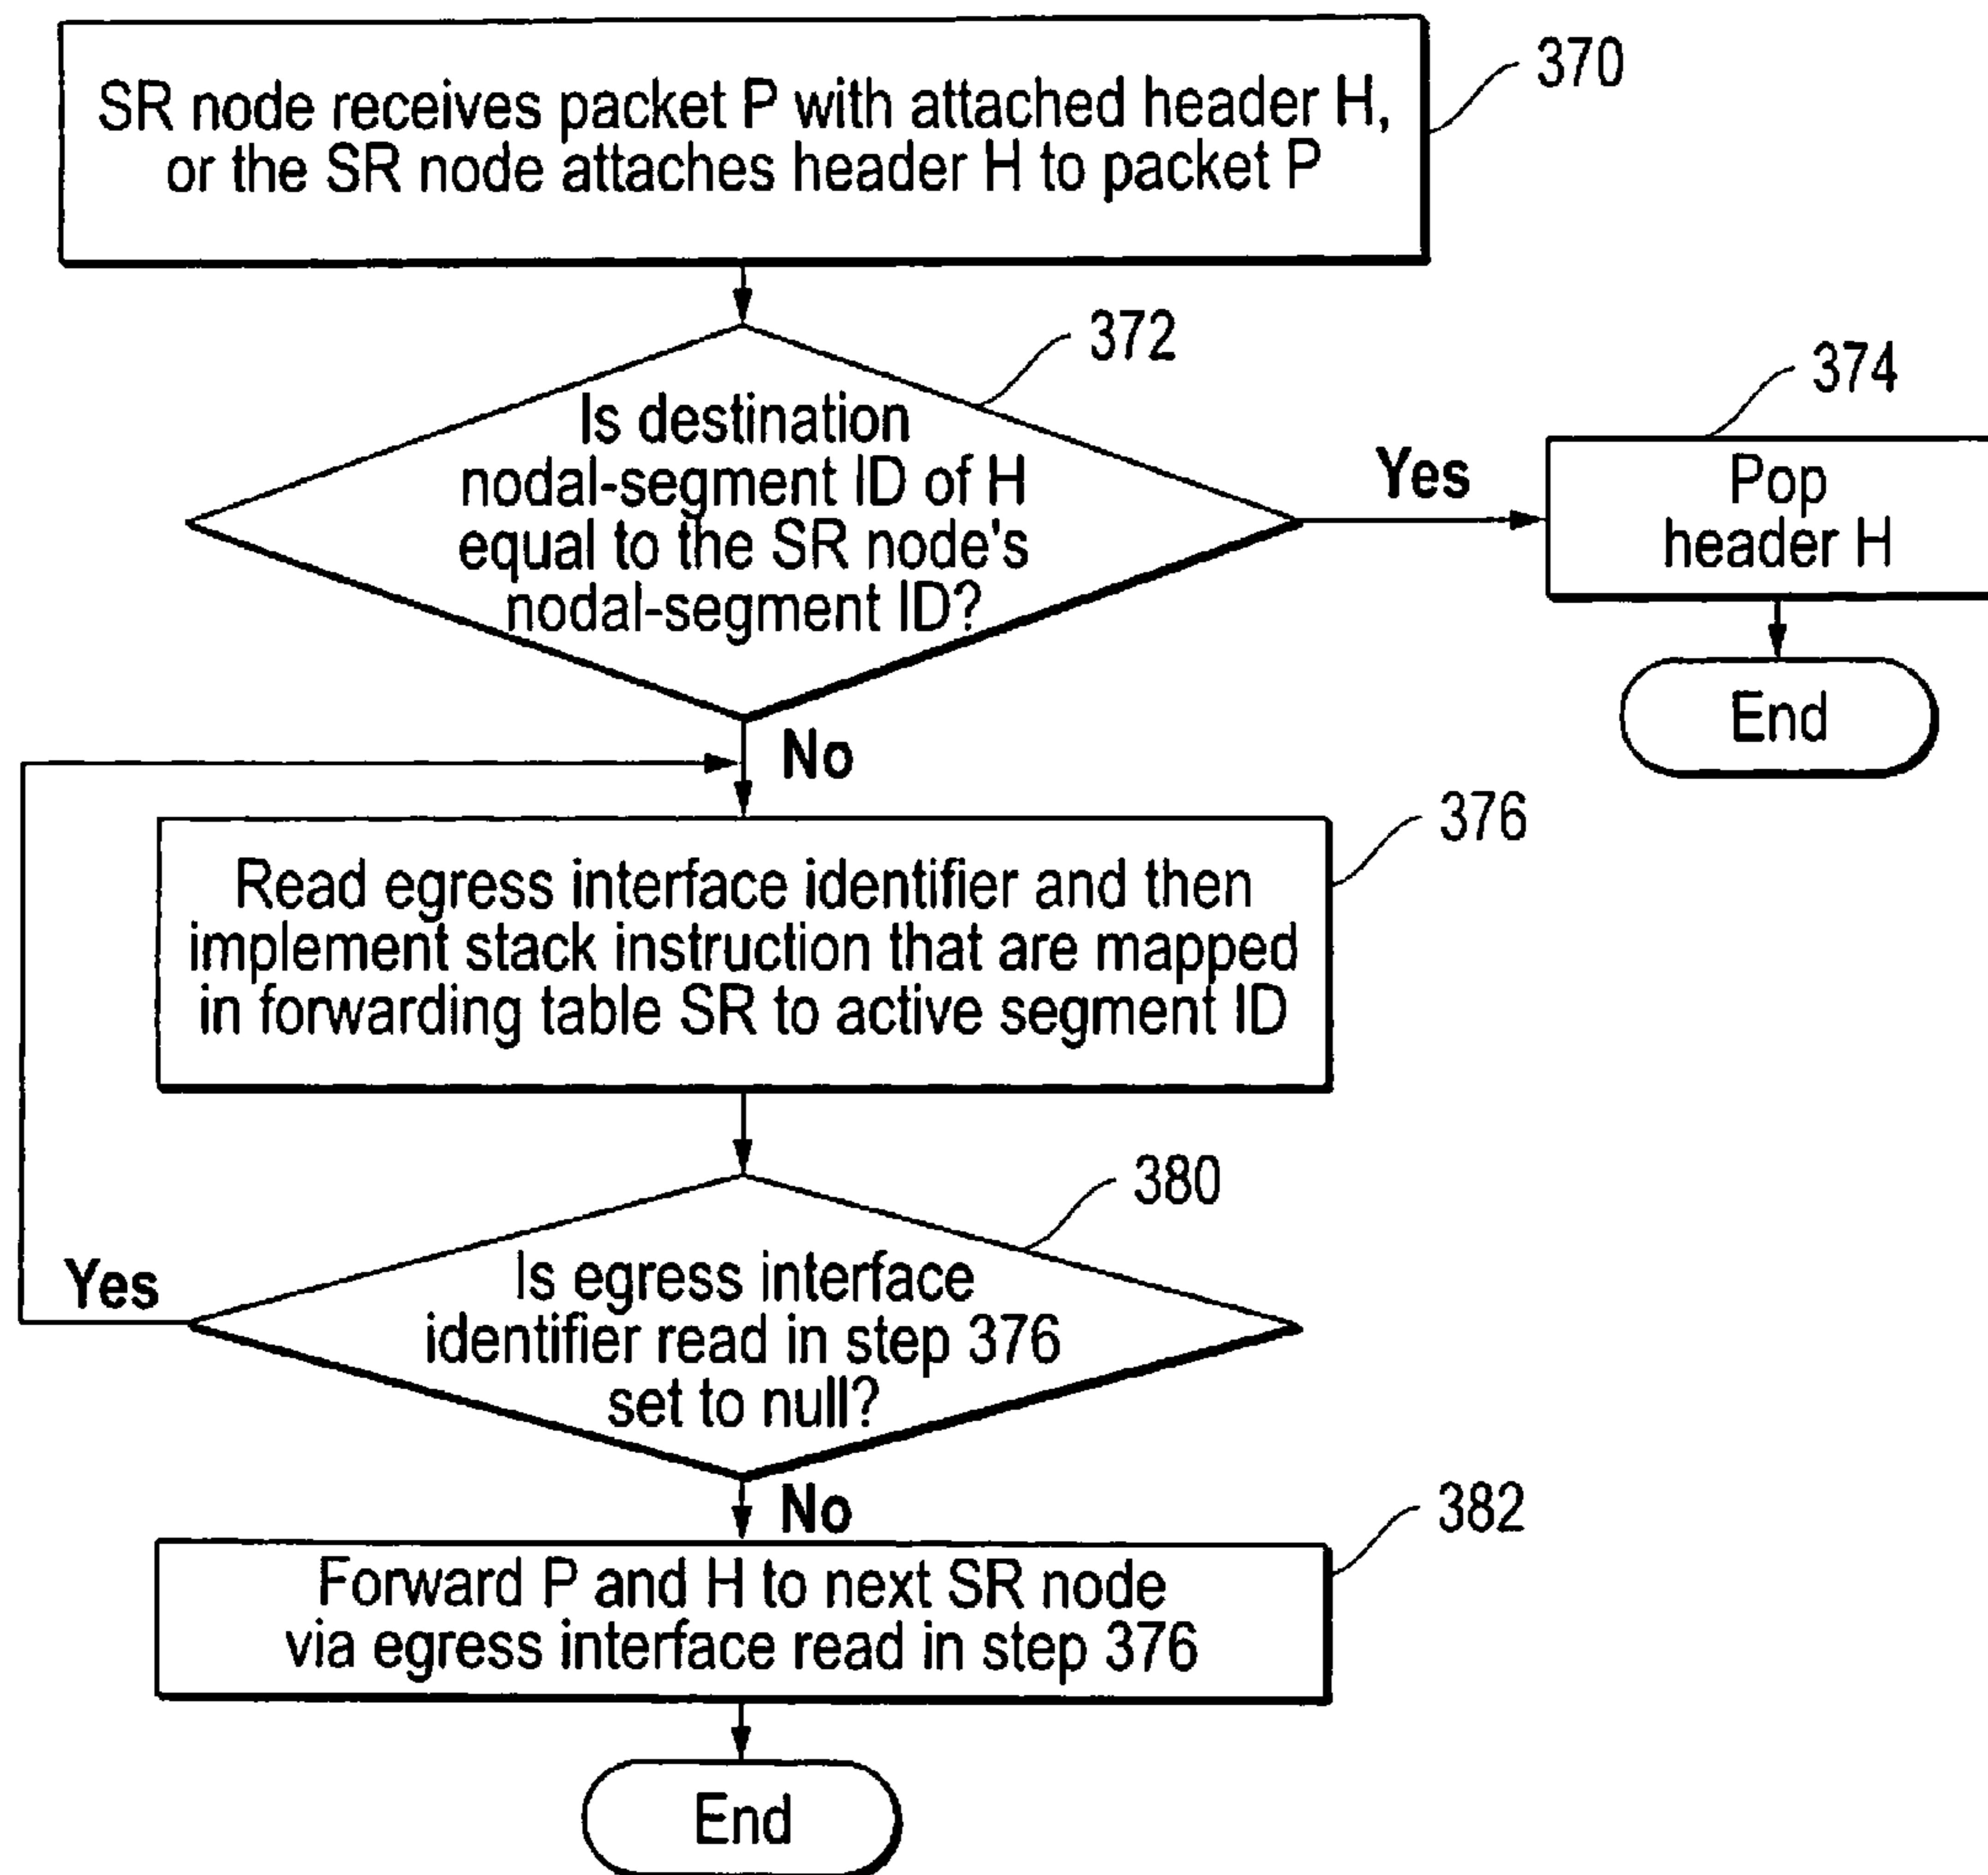 SR node receives packet P with attached header H,
or the SR node attaches header H to packet P
370
372
Is destination
nodal-segment ID of H
equal to the SR node's
nodal-segment ID?
Yes
374
Pop
header H
End
No
376
Read egress interface identifier and then
implement stack instruction that are mapped
in forwarding table SR to active segment ID
380
Is egress interface
identifier read in step 376
set to null?
Yes
No
382
Forward P and H to next SR node
via egress interface read in step 376
End